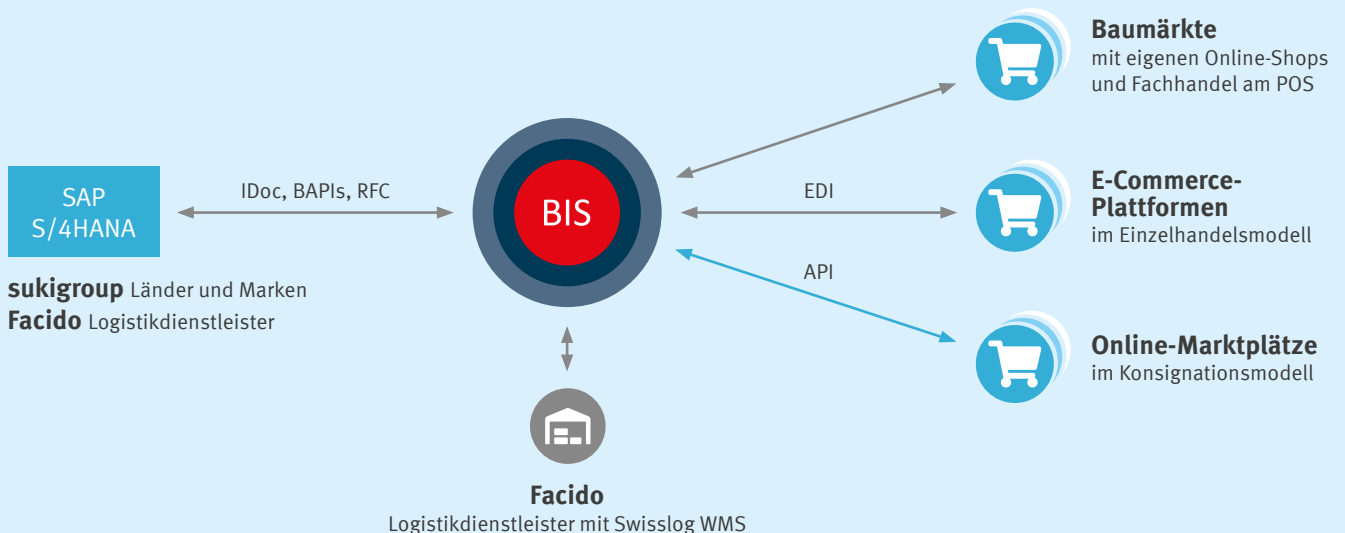 SAP
S/4HANA
sukigroup Länder und Marken
Facido Logistikdienstleister
IDoc, BAPIs, RFC
BIS
Facido
Logistikdienstleister mit Swisslog WMS
EDI
API
Baumärkte
mit eigenen Online-Shops
und Fachhandel am POS
E-Commerce-
Plattformen
im Einzelhandelsmodell
Online-Marktplätze
im Konsignationsmodell